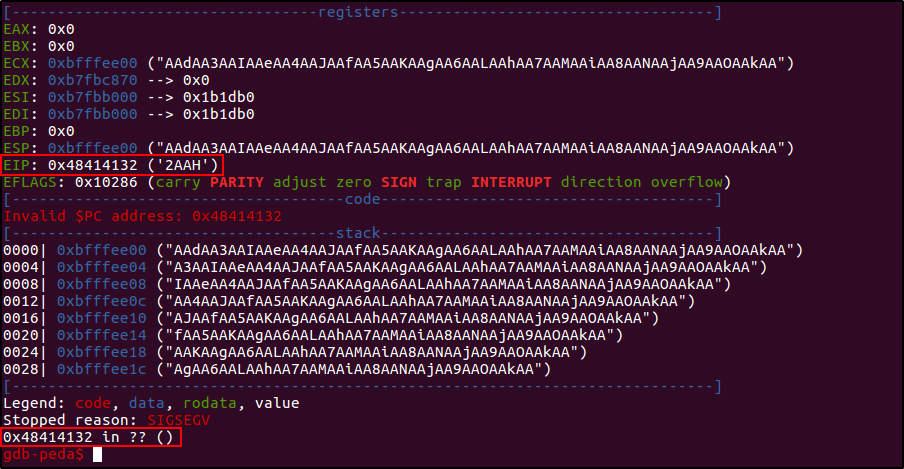 [----------------------------------registers-----------------------------------]
EAX: 0x0
EBX: 0x0
ECX: 0xbfffee00 ("AAdAA3AAIAAeAA4AAJAAfAA5AAKAAgAA6AALAAhAA7AAMAAiAA8AANAAjAA9AAOAAkAA")
EDX: 0xb7fbc870 --> 0x0
ESI: 0xb7fbb000 --> 0x1b1db0
EDI: 0xb7fbb000 --> 0x1b1db0
EBP: 0x0
ESP: 0xbfffee00 ("AAdAA3AAIAAeAA4AAJAAfAA5AAKAAgAA6AALAAhAA7AAMAAiAA8AANAAjAA9AAOAAkAA")
EIP: 0x48414132 ('2AAH')
EFLAGS: 0x10286 (carry PARITY adjust zero SIGN trap INTERRUPT direction overflow)
[-------------------------------------code-------------------------------------]
Invalid $PC address: 0x48414132
[------------------------------------stack-------------------------------------]
0000| 0xbfffee00 ("AAdAA3AAIAAeAA4AAJAAfAA5AAKAAgAA6AALAAhAA7AAMAAiAA8AANAAjAA9AAOAAkAA")
0004| 0xbfffee04 ("A3AAIAAeAA4AAJAAfAA5AAKAAgAA6AALAAhAA7AAMAAiAA8AANAAjAA9AAOAAkAA")
0008| 0xbfffee08 ("IAAeAA4AAJAAfAA5AAKAAgAA6AALAAhAA7AAMAAiAA8AANAAjAA9AAOAAkAA")
0012| 0xbfffee0c ("AA4AAJAAfAA5AAKAAgAA6AALAAhAA7AAMAAiAA8AANAAjAA9AAOAAkAA")
0016| 0xbfffee10 ("AJAAfAA5AAKAAgAA6AALAAhAA7AAMAAiAA8AANAAjAA9AAOAAkAA")
0020| 0xbfffee14 ("fAA5AAKAAgAA6AALAAhAA7AAMAAiAA8AANAAjAA9AAOAAkAA")
0024| 0xbfffee18 ("AAKAAgAA6AALAAhAA7AAMAAiAA8AANAAjAA9AAOAAkAA")
0028| 0xbfffee1c ("AgAA6AALAAhAA7AAMAAiAA8AANAAjAA9AAOAAkAA")
[------------------------------------------------------------------------------]
Legend: code, data, rodata, value
Stopped reason: SIGSEGV
0x48414132 in ?? ()
gdb-peda$